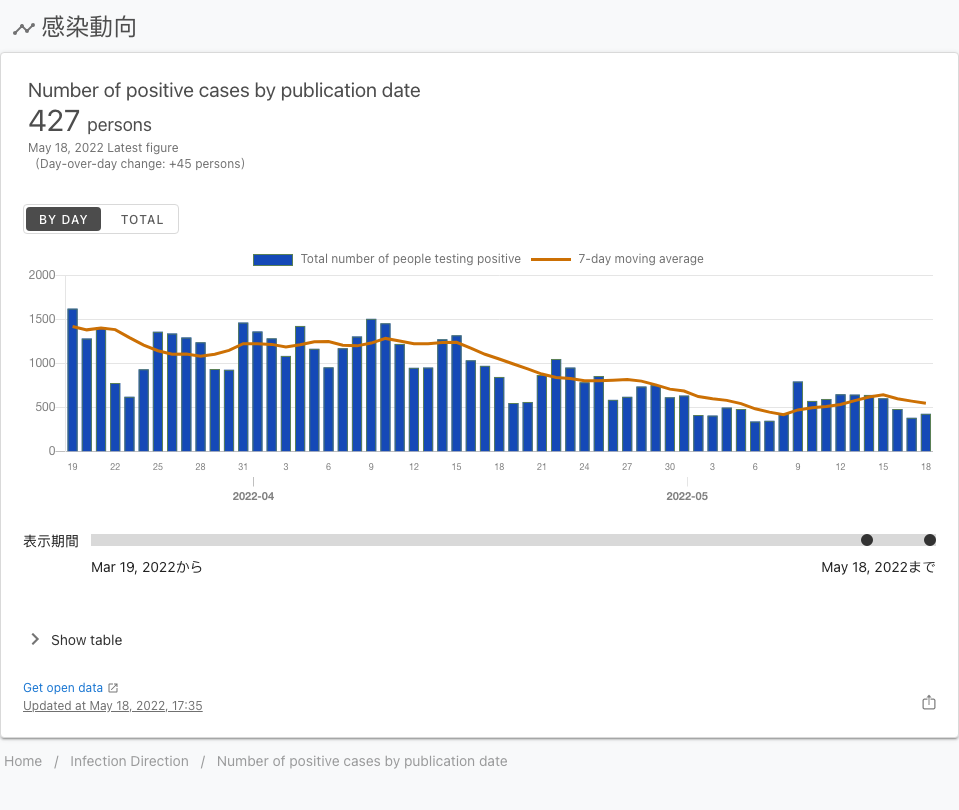 感染動向
Number of positive cases by publication date
427 persons
May 18, 2022 Latest figure
(Day-over-day change: +45 persons)
BY DAY TOTAL
Total number of people testing positive 7-day moving average
2000
1500
1000
500
0
19 22 25 28 31 3 6 9 12 15 18 21 24 27 30 3 6 9 12 15 18
2022-04 2022-05
表示期間
Mar 19, 2022から May 18, 2022まで
Show table
Get open data
Updated at May 18, 2022, 17:35
Home / Infection Direction / Number of positive cases by publication date